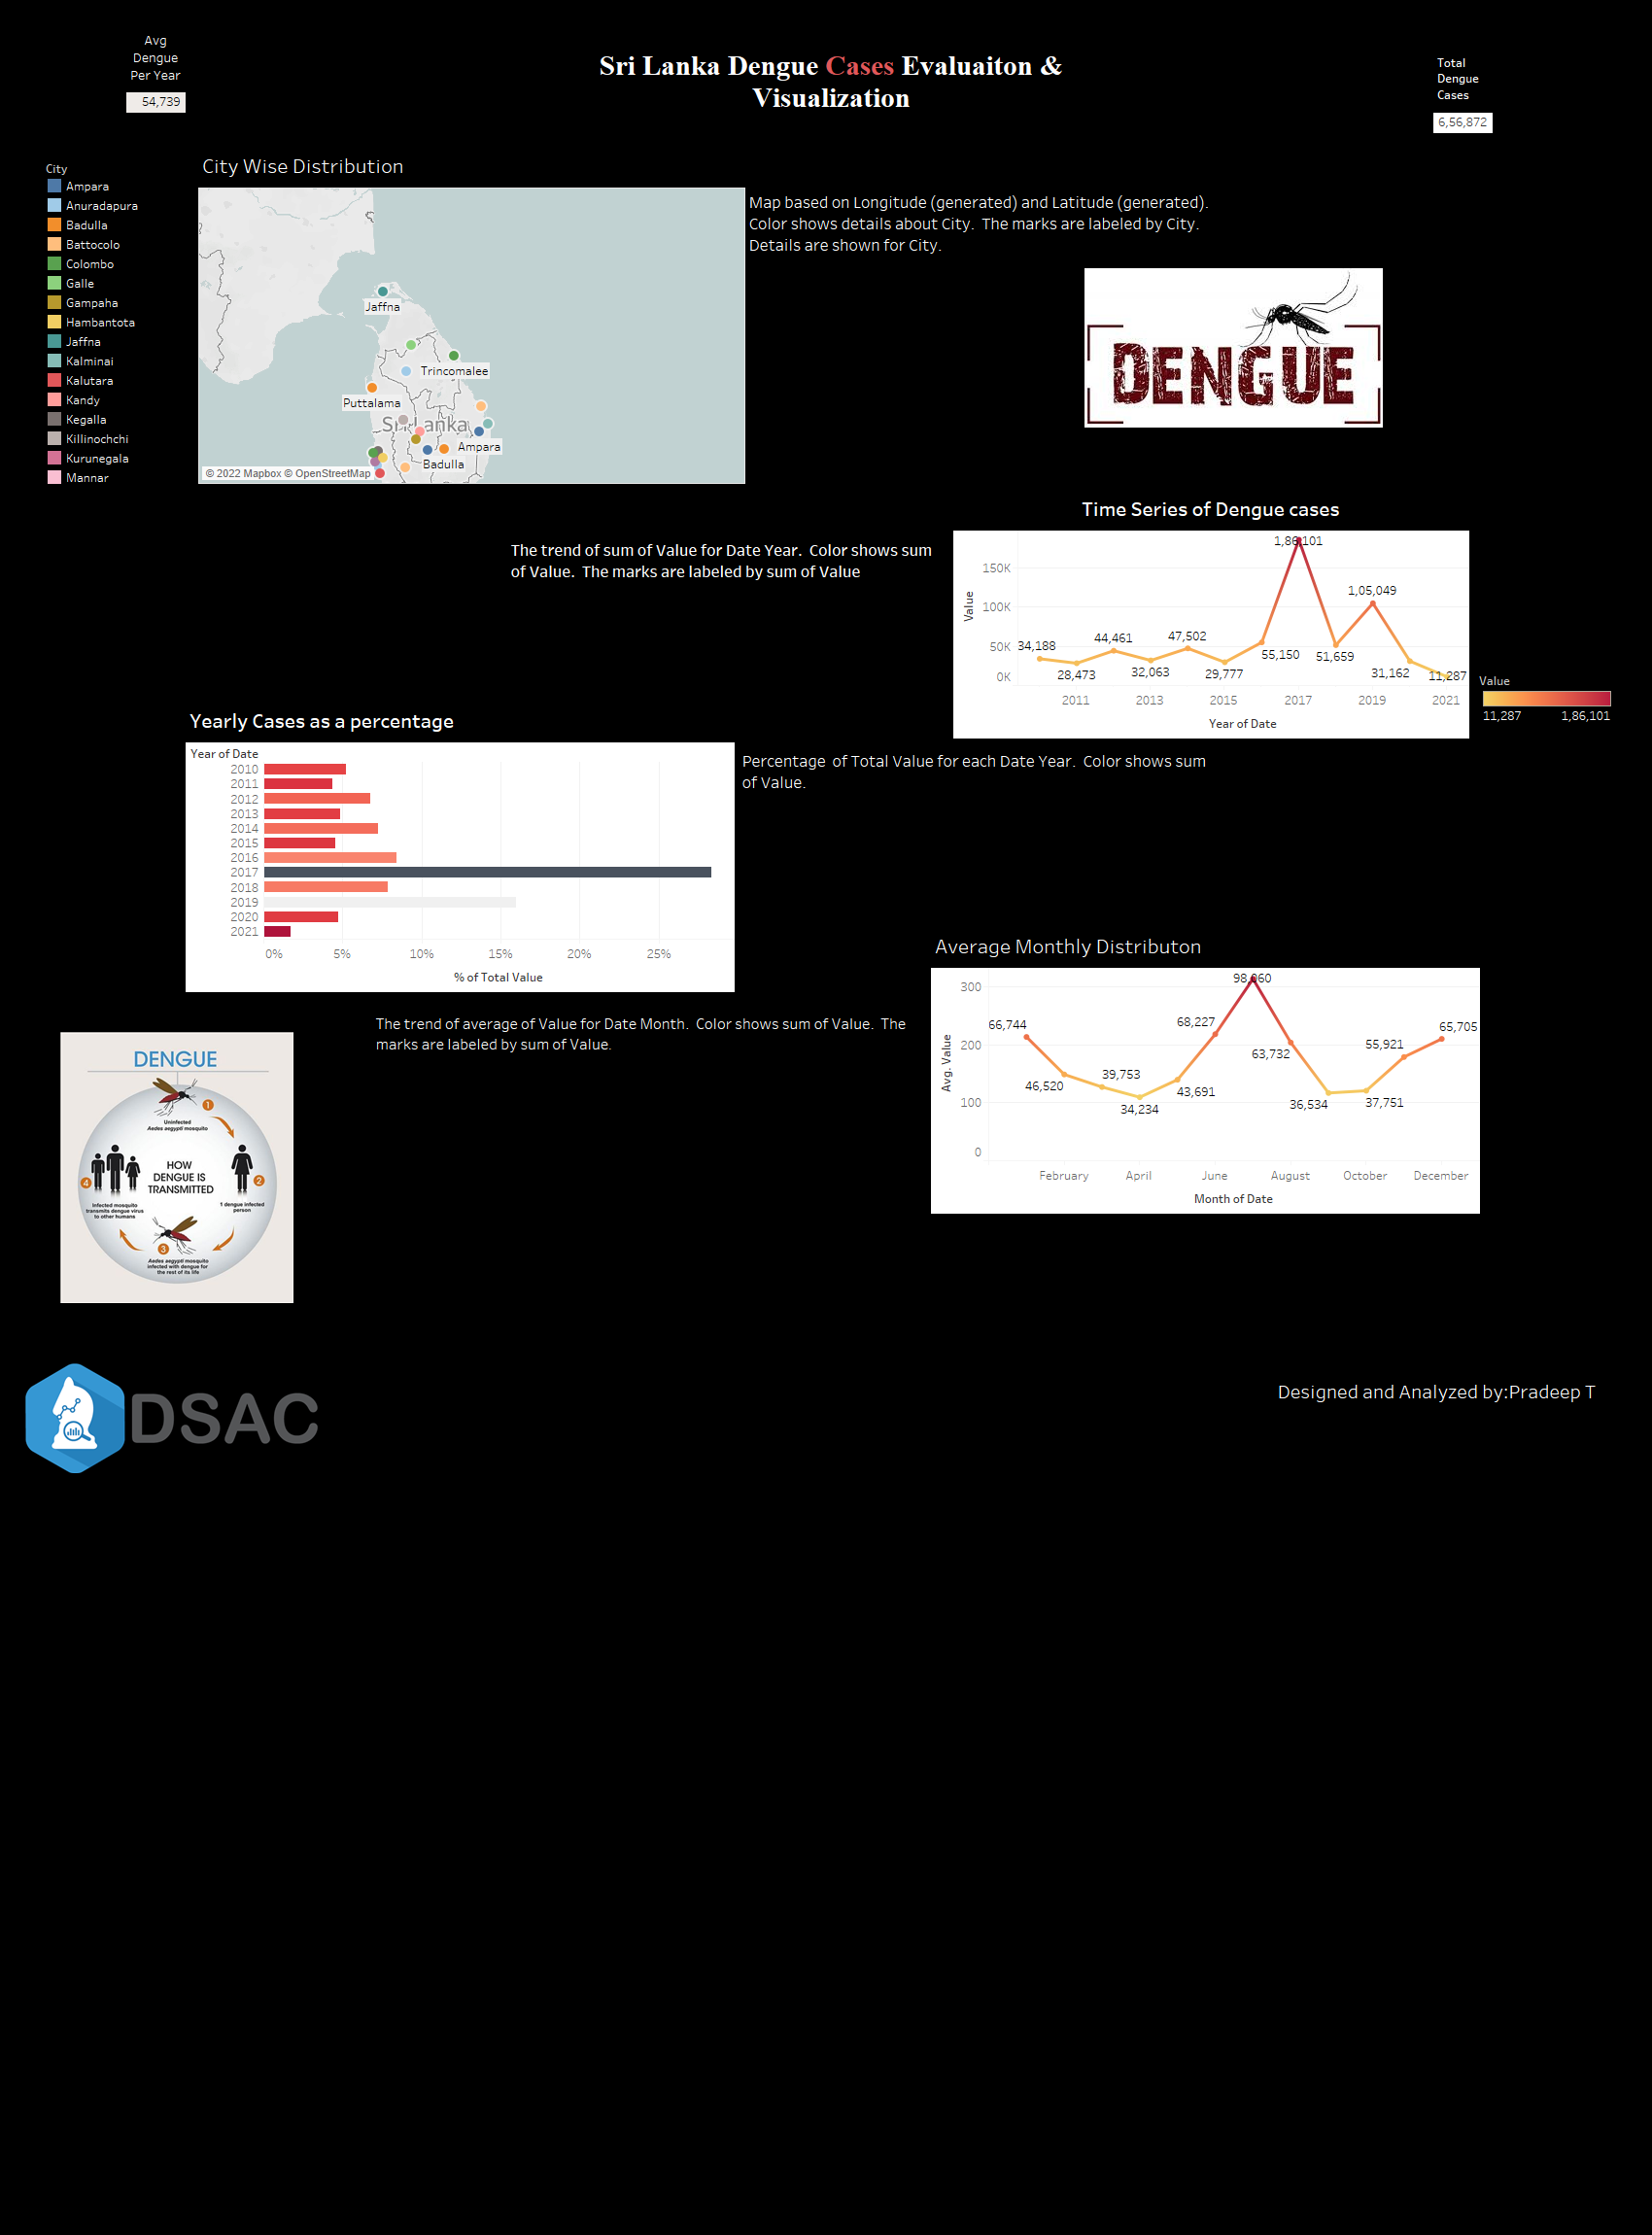 Avg
Dengue
Per Year
54,739
Sri Lanka Dengue Cases Evaluaiton &
Visualization
Total
Dengue
Cases
6,56,872
City
Ampara
Anuradapura
Badulla
Battocolo
Colombo
Galle
Gampaha
Hambantota
Jaffna
Kalminai
Kalutara
Kandy
Kegalla
Killinochchi
Kurunegala
Mannar
City Wise Distribution
Jaffna
Trincomalee
Puttalama
Sri Lanka
Ampara
Badulla
© 2022 Mapbox © OpenStreetMap
Map based on Longitude (generated) and Latitude (generated).
Color shows details about City.  The marks are labeled by City.
Details are shown for City.
DENGUE
The trend of sum of Value for Date Year.  Color shows sum
of Value.  The marks are labeled by sum of Value
Time Series of Dengue cases
Value
150K
100K
50K
0K
34,188
28,473
44,461
32,063
47,502
29,777
55,150
1,86,101
51,659
1,05,049
31,162
11,287
2011
2013
2015
2017
2019
2021
Year of Date
Value
11,287
1,86,101
Yearly Cases as a percentage
Year of Date
2010
2011
2012
2013
2014
2015
2016
2017
2018
2019
2020
2021
0%
5%
10%
15%
20%
25%
% of Total Value
Percentage  of Total Value for each Date Year.  Color shows sum
of Value.
The trend of average of Value for Date Month.  Color shows sum of Value.  The
marks are labeled by sum of Value.
Average Monthly Distributon
Avg. Value
300
200
100
0
66,744
46,520
39,753
34,234
43,691
68,227
98,860
63,732
36,534
37,751
55,921
65,705
February
April
June
August
October
December
Month of Date
DENGUE
1
Uninfected
Aedes aegypti mosquito
HOW
DENGUE IS
TRANSMITTED
2
1 dengue infected
person
3
Aedes aegypti mosquito
infected with dengue for
the rest of its life
4
Infected mosquito
transmits dengue virus
to other humans
DSAC
Designed and Analyzed by:Pradeep T